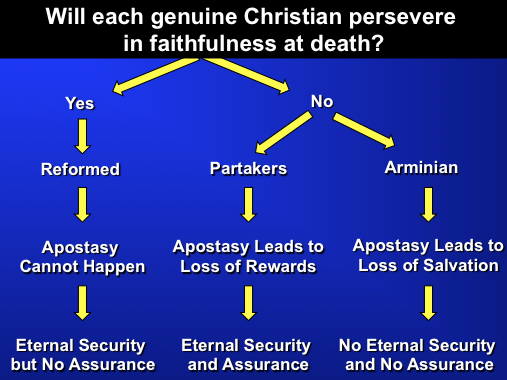 Will each genuine Christian persevere
in faithfulness at death?
Yes
No
Reformed
Partakers
Arminian
Apostasy
Cannot Happen
Apostasy Leads to
Loss of Rewards
Apostasy Leads to
Loss of Salvation
Eternal Security
but No Assurance
Eternal Security
and Assurance
No Eternal Security
and No Assurance